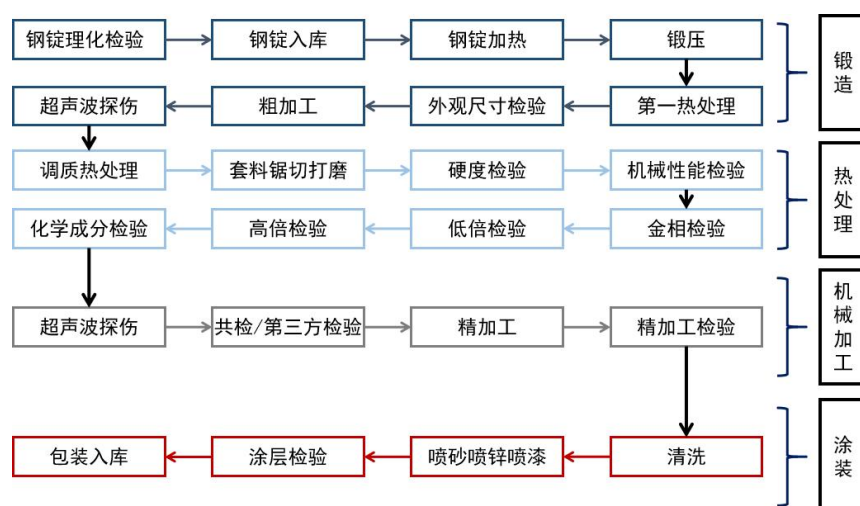 钢锭理化检验
钢锭入库
钢锭加热
锻压
锻造
超声波探伤
粗加工
外观尺寸检验
第一热处理
调质热处理
套料锯切打磨
硬度检验
机械性能检验
热处理
化学成分检验
高倍检验
低倍检验
金相检验
超声波探伤
共检/第三方检验
精加工
精加工检验
机械加工
包装入库
涂层检验
喷砂喷锌喷漆
清洗
涂装